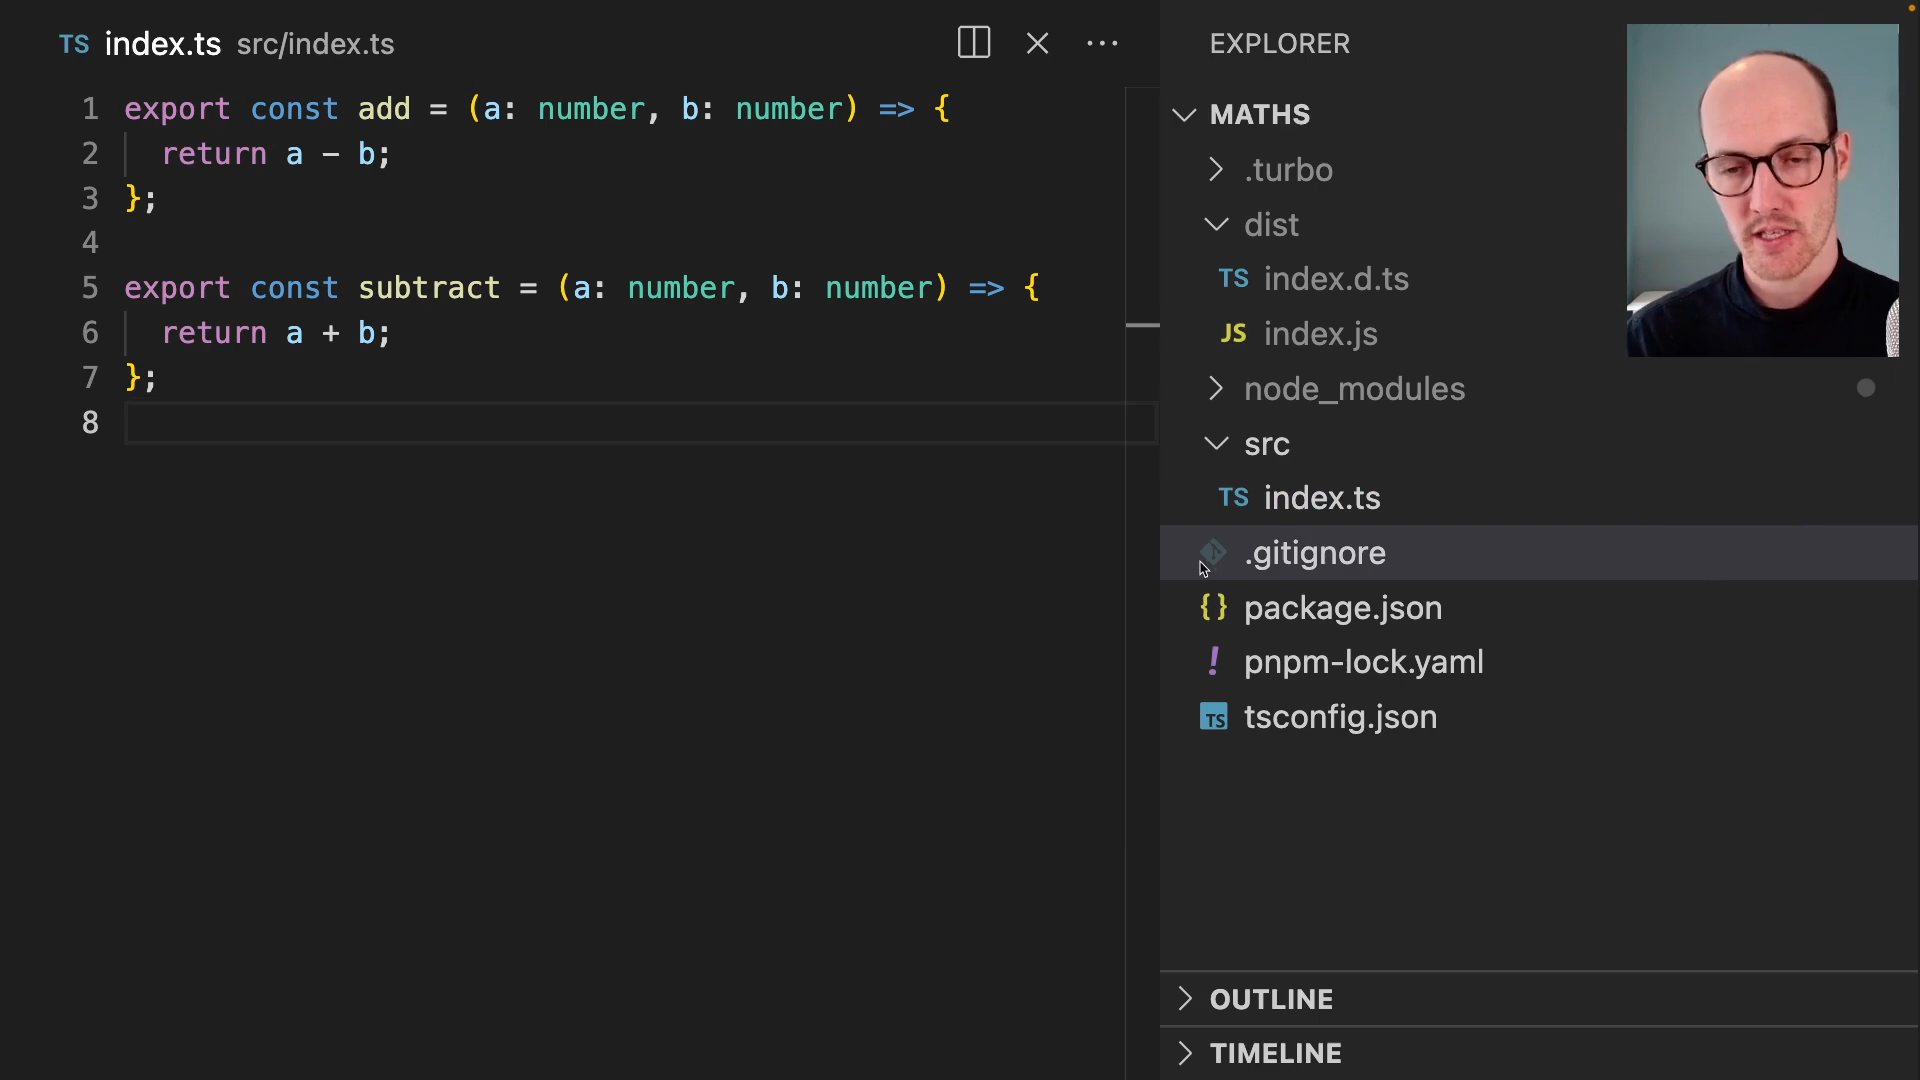 TS index.ts src/index.ts
1 export const add = (a: number, b: number) => {
2 return a - b;
3 };
4
5 export const subtract = (a: number, b: number) => {
6 return a + b;
7 };
8
EXPLORER
MATHS
.turbo
dist
TS index.d.ts
JS index.js
node_modules
src
TS index.ts
.gitignore
{} package.json
! pnpm-lock.yaml
TS tsconfig.json
OUTLINE
TIMELINE